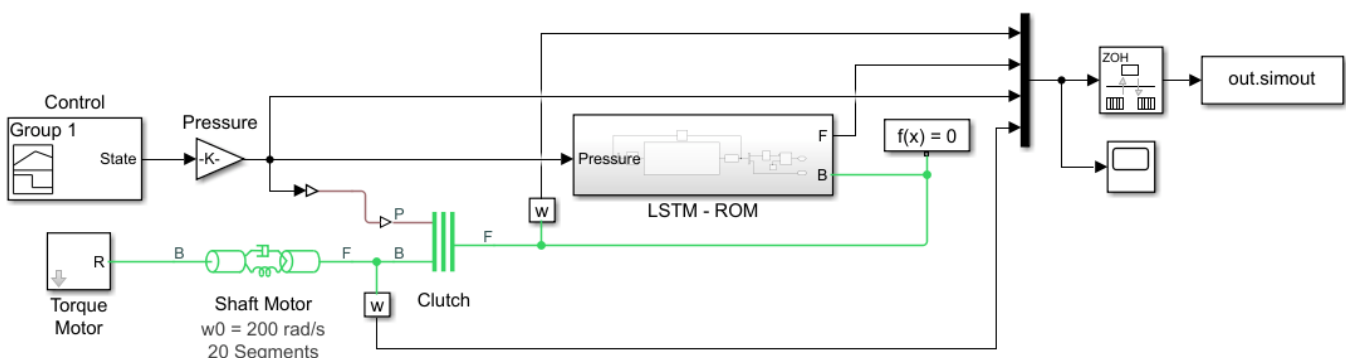 Control
Group 1
State
Pressure
-K-
Pressure
F
B
LSTM - ROM
f(x) = 0
ZOH
out.simout
w
P
F
B
Clutch
R
Torque
Motor
B
F
Shaft Motor
w0 = 200 rad/s
20 Segments
w